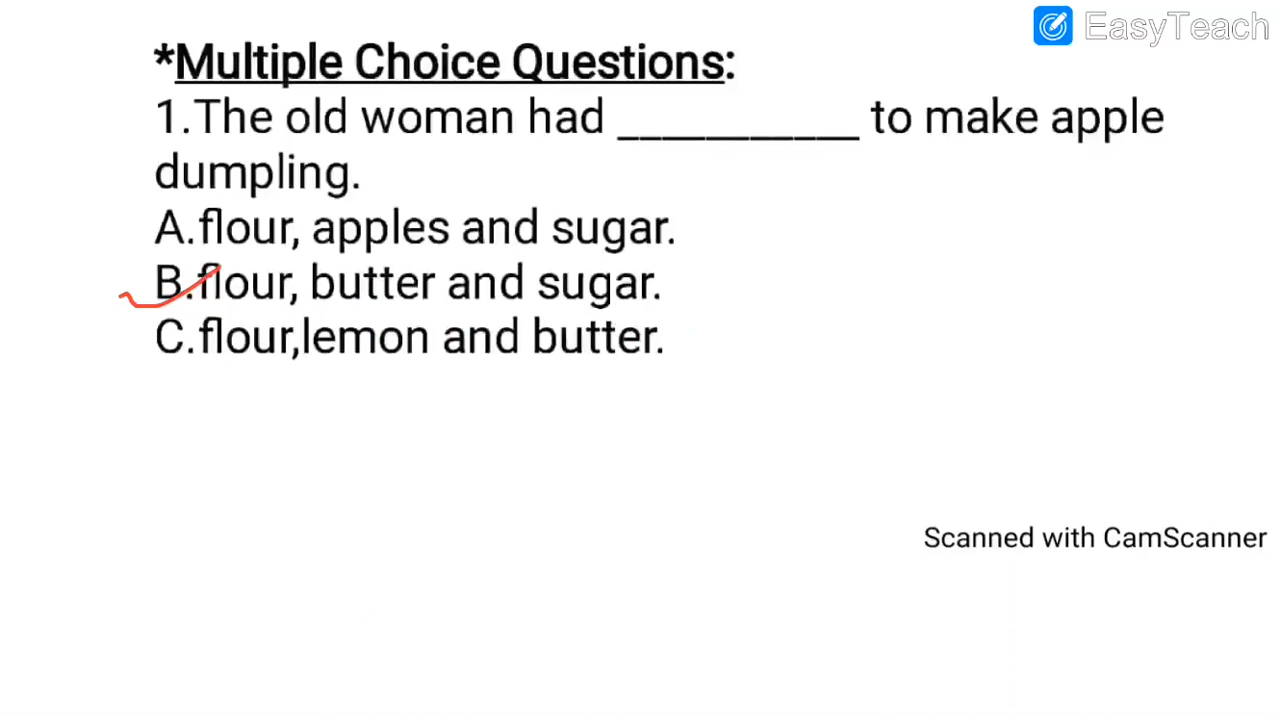 EasyTeach
*Multiple Choice Questions:
1.The old woman had ___________ to make apple
dumpling.
A.flour, apples and sugar.
B.flour, butter and sugar.
C.flour,lemon and butter.
Scanned with CamScanner